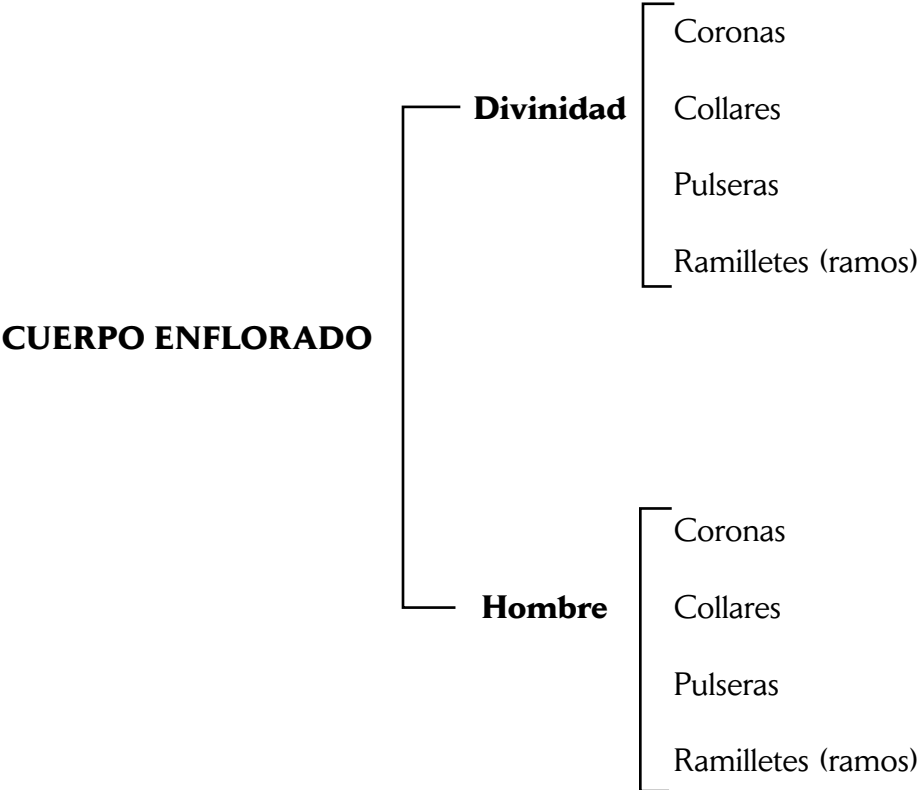 CUERPO ENFLORADO
Divinidad
Coronas
Collares
Pulseras
Ramilletes (ramos)
Hombre
Coronas
Collares
Pulseras
Ramilletes (ramos)